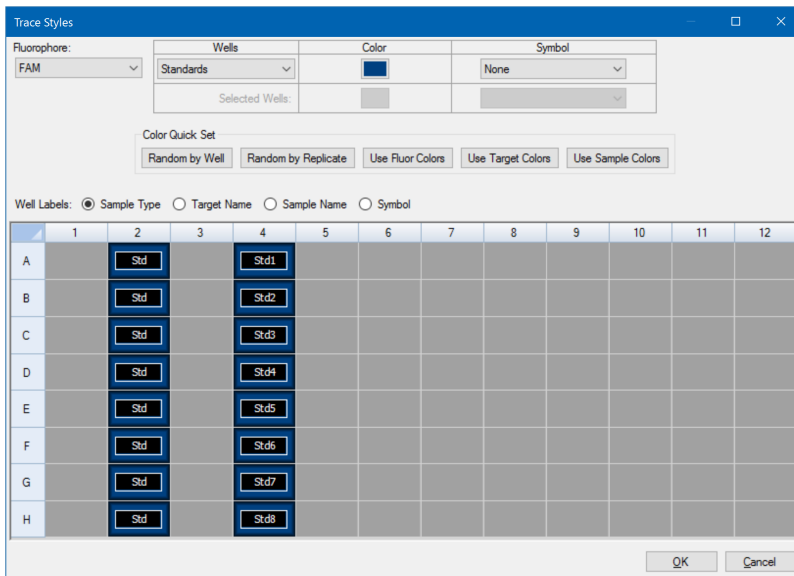 Trace Styles
Fluorophore: Wells Color Symbol
FAM Standards None
Selected Wells:
Color Quick Set
Random by Well Random by Replicate Use Fluor Colors Use Target Colors Use Sample Colors
Well Labels: Sample Type Target Name Sample Name Symbol
1 2 3 4 5 6 7 8 9 10 11 12
A Std Std1
B Std Std2
C Std Std3
D Std Std4
E Std Std5
F Std Std6
G Std Std7
H Std Std8
OK Cancel